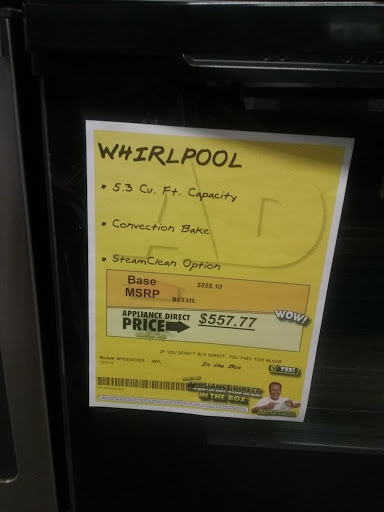 WHIRLPOOL
• 5.3 Cu. Ft. Capacity
• Convection Bake
• SteamClean Option
AD
Base MSRP RETAIL $858.10
APPLIANCE DIRECT
PRICE $557.77
WOW!
IF YOU DIDN'T BUY DIRECT, YOU PAID TOO MUCH!
In the Box
YES!
APPLIANCE DIRECT
IN THE BOX